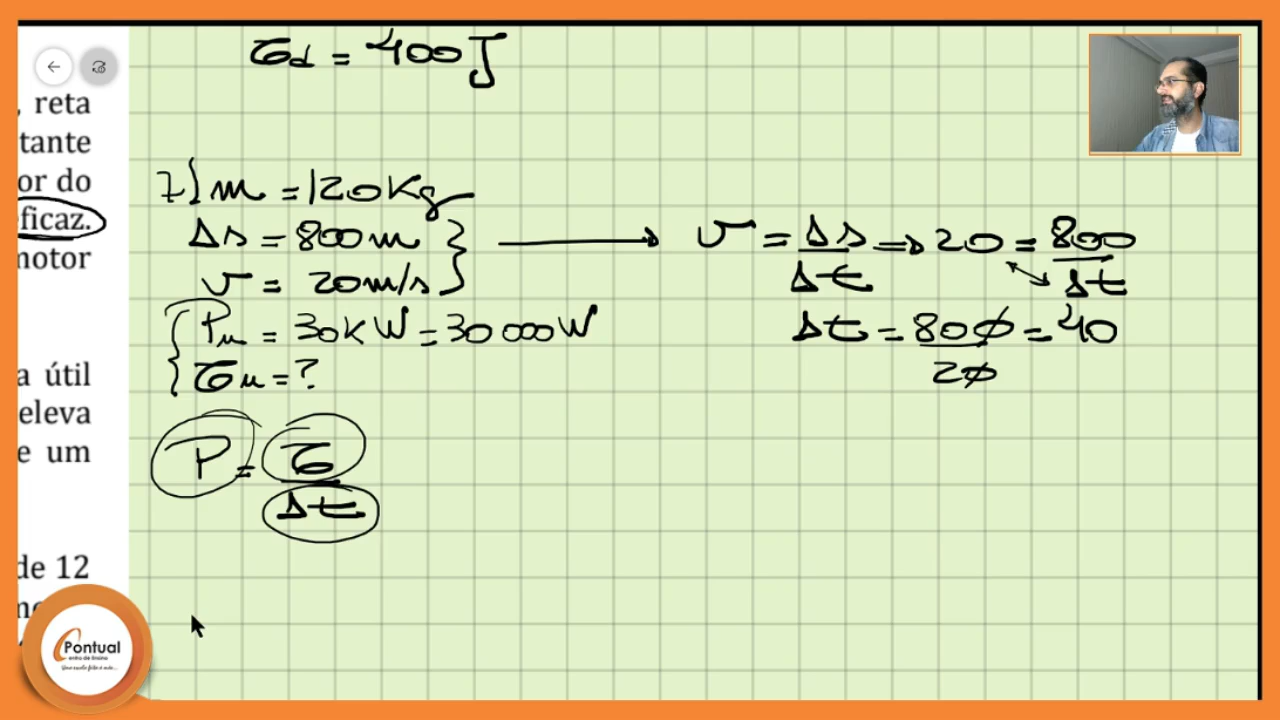 , reta
tante
or do
ficaz.
motor
a útil
eleva
e um
de 12
𝜏d = 400 J
7) m = 120 Kg
Δs = 800 m
v = 20 m/s
Pu = 30 KW = 30 000 W
𝜏u = ?
P = 𝜏/Δt
v = Δs/Δt => 20 = 800/Δt
Δt = 800/20 = 40
Pontual